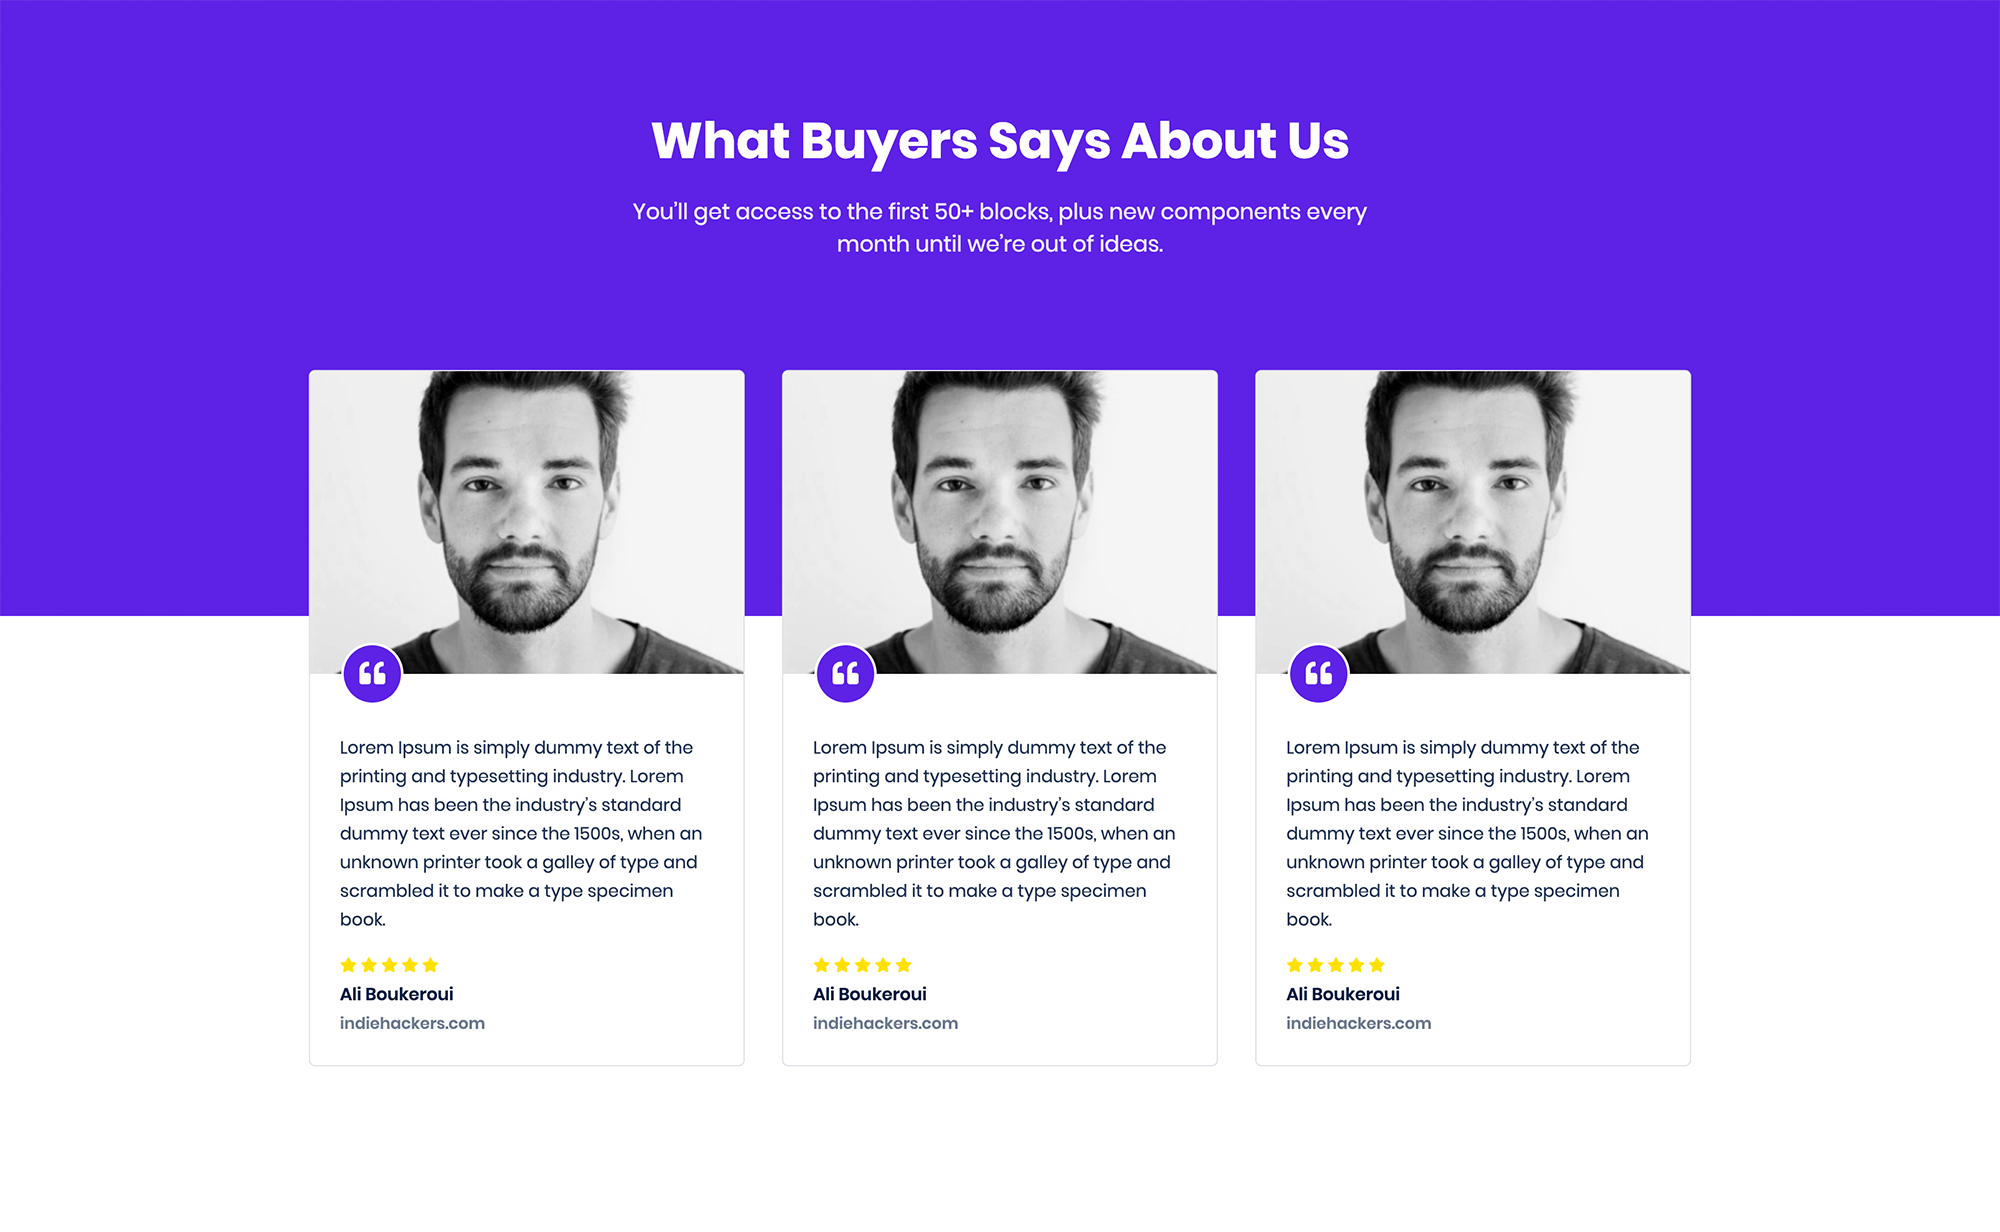 What Buyers Says About Us
You’ll get access to the first 50+ blocks, plus new components every
month until we’re out of ideas.
Lorem Ipsum is simply dummy text of the
printing and typesetting industry. Lorem
Ipsum has been the industry’s standard
dummy text ever since the 1500s, when an
unknown printer took a galley of type and
scrambled it to make a type specimen
book.
Ali Boukeroui
indiehackers.com
Lorem Ipsum is simply dummy text of the
printing and typesetting industry. Lorem
Ipsum has been the industry’s standard
dummy text ever since the 1500s, when an
unknown printer took a galley of type and
scrambled it to make a type specimen
book.
Ali Boukeroui
indiehackers.com
Lorem Ipsum is simply dummy text of the
printing and typesetting industry. Lorem
Ipsum has been the industry’s standard
dummy text ever since the 1500s, when an
unknown printer took a galley of type and
scrambled it to make a type specimen
book.
Ali Boukeroui
indiehackers.com